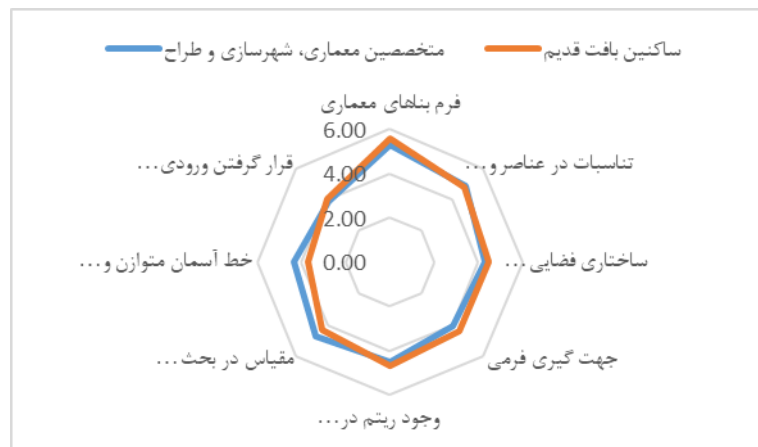 ساکنین بافت قدیم
متخصصین معماری، شهرسازی و طراح
فرم بناهای معماری
تناسبات در عناصر و...
ساختاری فضایی...
جهت گیری فرمی
وجود ریتم در...
مقیاس در بحث...
خط آسمان متوازن و...
قرار گرفتن ورودی...
6.00
4.00
2.00
0.00